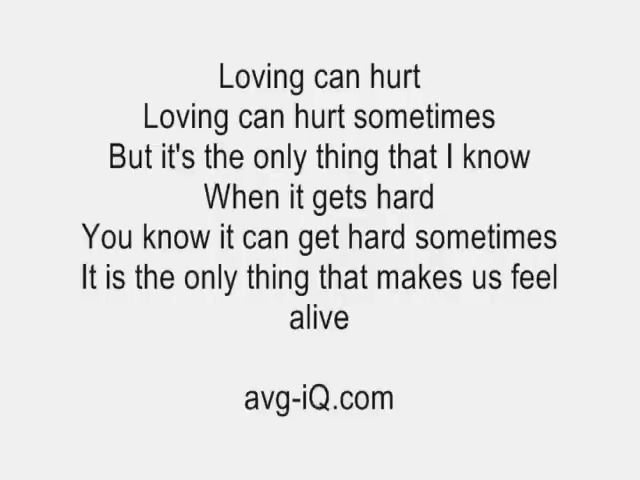 Loving can hurt
Loving can hurt sometimes
But it's the only thing that I know
When it gets hard
You know it can get hard sometimes
It is the only thing that makes us feel
alive
avg-iQ.com